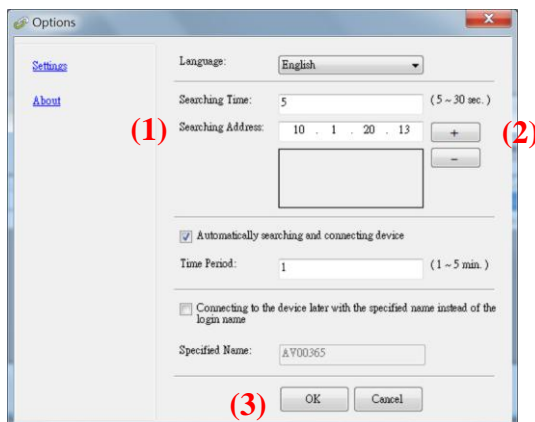 Options
Settings
About
Language: English
Searching Time: 5 (5 ~ 30 sec.)
(1) Searching Address: 10 . 1 . 20 . 13 + (2)
−
Automatically searching and connecting device
Time Period: 1 (1 ~ 5 min.)
Connecting to the device later with the specified name instead of the
login name
Specified Name: AV00365
(3) OK Cancel